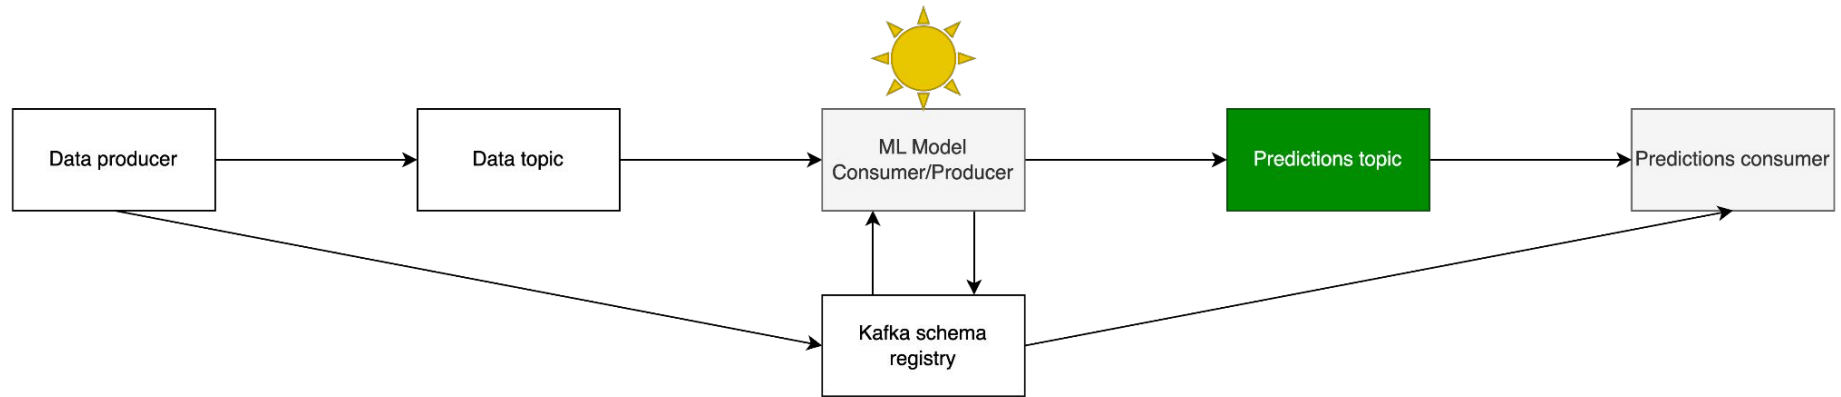 Data producer
Data topic
ML Model
Consumer/Producer
Predictions topic
Predictions consumer
Kafka schema
registry